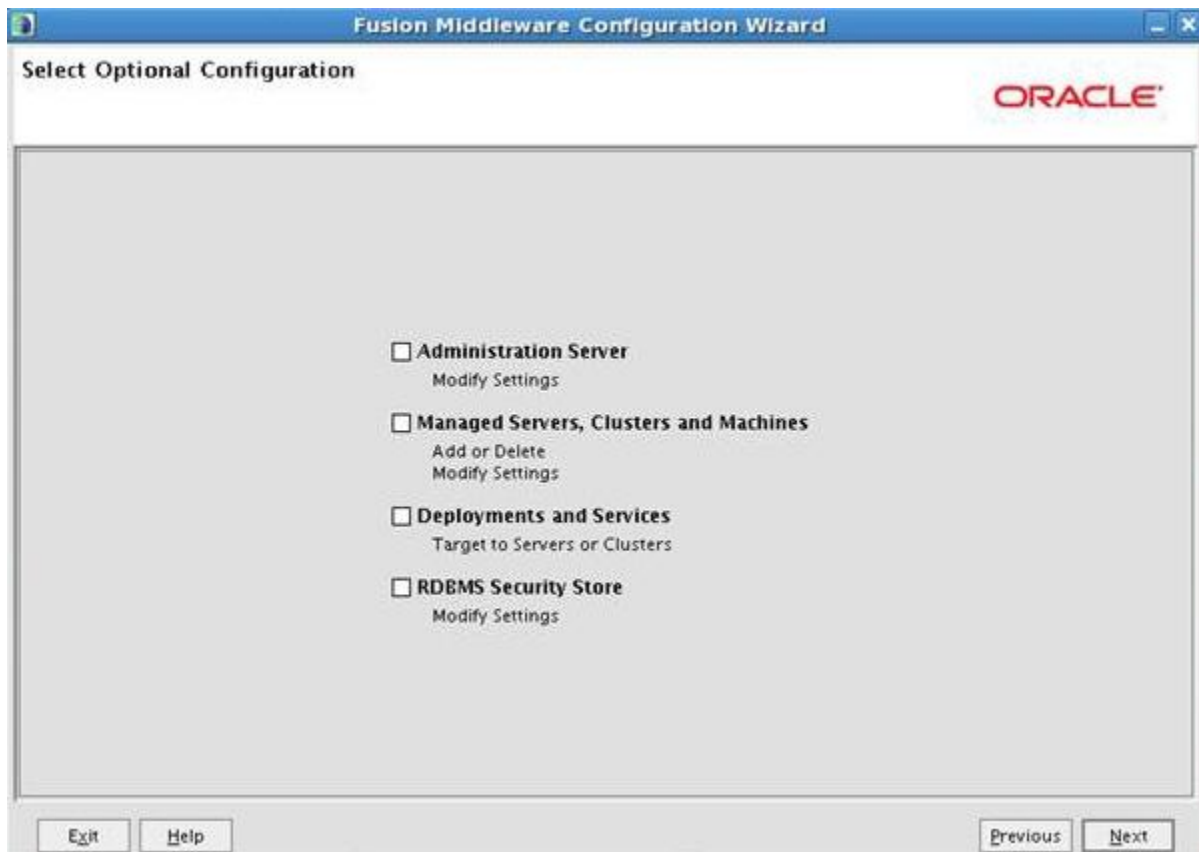 Fusion Middleware Configuration Wizard
Select Optional Configuration
ORACLE
Administration Server
Modify Settings
Managed Servers, Clusters and Machines
Add or Delete
Modify Settings
Deployments and Services
Target to Servers or Clusters
RDBMS Security Store
Modify Settings
Exit Help Previous Next